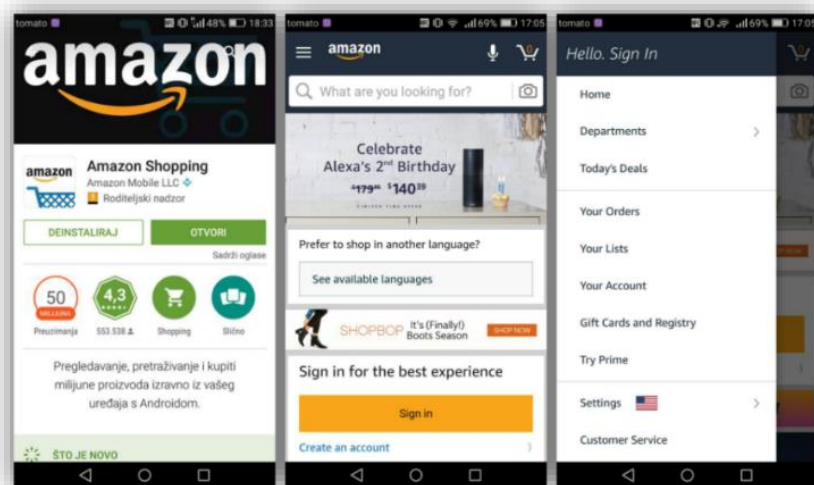 tomato 48% 18:33
amazon
amazon
Amazon Shopping
Amazon Mobile LLC
Roditeljski nadzor
DEINSTALIRAJ
OTVORI
Sadrži oglase
50
MILIJUNA
4,3
Preuzimanja
553.538
Shopping
Slično
Pregledavanje, pretraživanje i kupiti
milijune proizvoda izravno iz vašeg
uređaja s Androidom.
ŠTO JE NOVO
tomato 69% 17:05
amazon
0
What are you looking for?
Celebrate
Alexa's 2nd Birthday
$140
LIMITED TIME OFFER
Prefer to shop in another language?
See available languages
SHOPBOP
It's (Finally!)
Boots Season
SHOP NOW
Sign in for the best experience
Sign in
Create an account
tomato 69% 17:05
Hello. Sign In
Home
Departments
Today's Deals
Your Orders
Your Lists
Your Account
Gift Cards and Registry
Try Prime
Settings
Customer Service